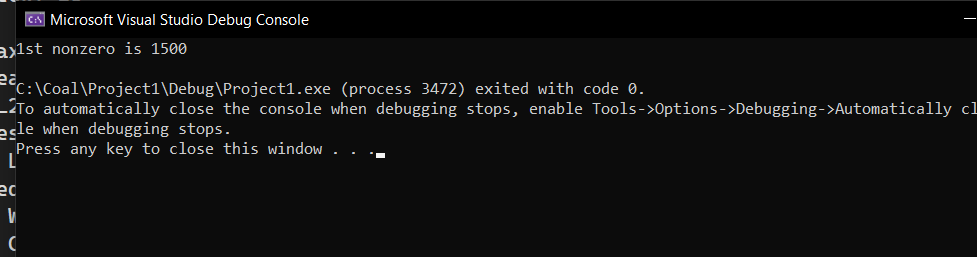 Microsoft Visual Studio Debug Console
1st nonzero is 1500
C:\Coal\Project1\Debug\Project1.exe (process 3472) exited with code 0.
To automatically close the console when debugging stops, enable Tools->Options->Debugging->Automatically cl
le when debugging stops.
Press any key to close this window . . .